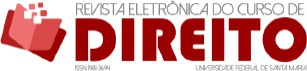 REVISTA ELETRÔNICA DO CURSO DE
DIREITO
ISSN 1981-3694 UNIVERSIDADE FEDERAL DE SANTA MARIA